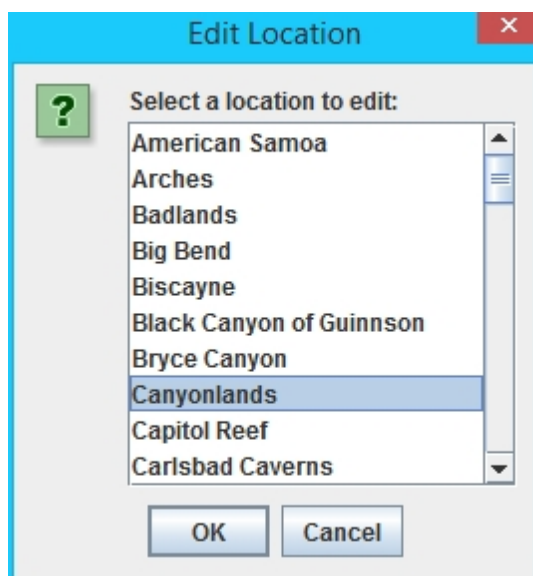 Edit Location
Select a location to edit:
American Samoa
Arches
Badlands
Big Bend
Biscayne
Black Canyon of Guinnson
Bryce Canyon
Canyonlands
Capitol Reef
Carlsbad Caverns
OK Cancel